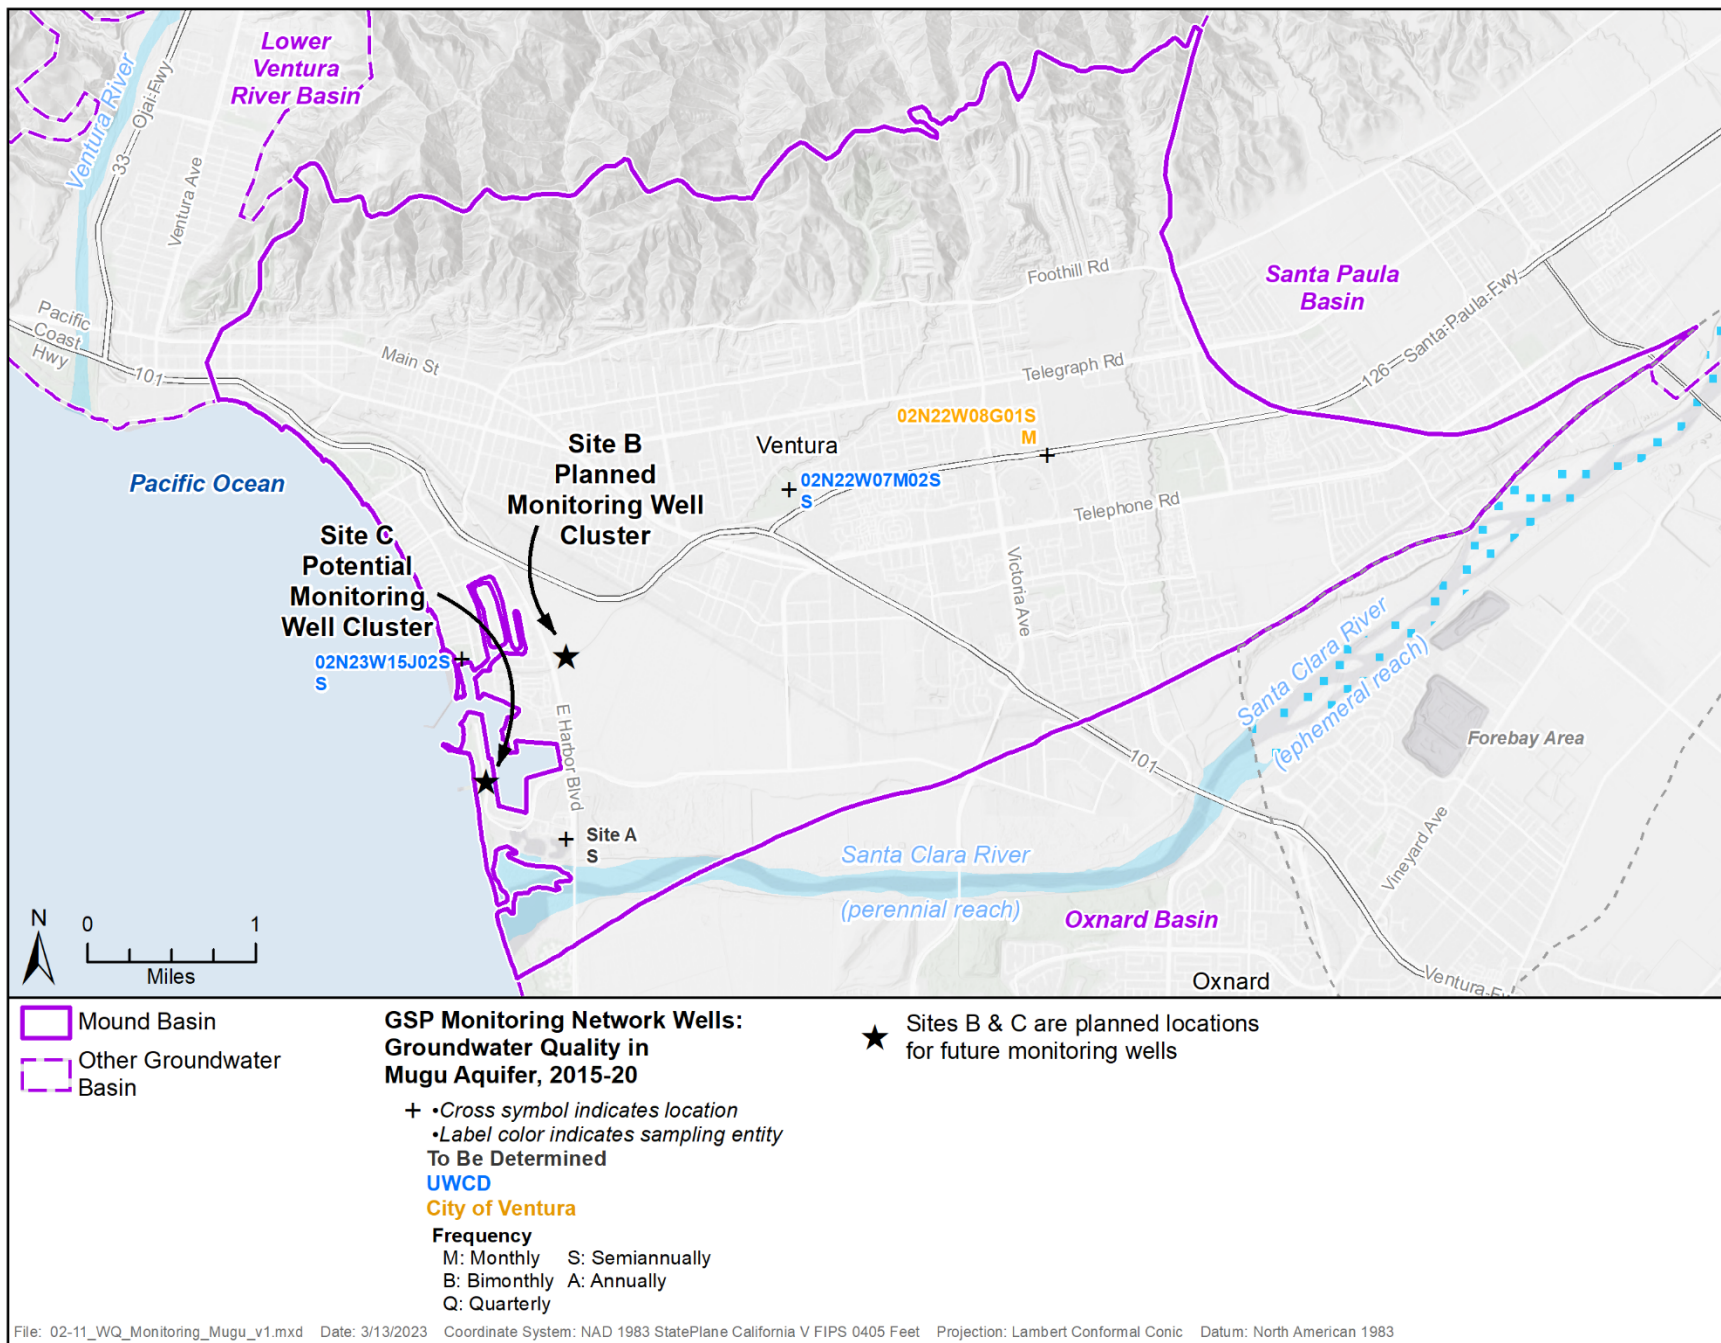 Lower
Ventura
River Basin
Ventura River
Ojai-Fwy
33
Ventura Ave
Pacific
Coast
Hwy
101
Main St
Foothill Rd
Santa Paula
Basin
Telegraph Rd
126
Santa-Paula-Fwy
02N22W08G01S
M
Ventura
02N22W07M02S
S
Pacific Ocean
Site B
Planned
Monitoring Well
Cluster
Telephone Rd
Site C
Potential
Monitoring
Well Cluster
Victoria Ave
02N23W15J02S
S
E Harbor Blvd
Santa Clara River
(ephemeral reach)
Forebay Area
101
Site A
S
Vineyard Ave
Santa Clara River
(perennial reach)
Oxnard Basin
Oxnard
N
0
1
Miles
Mound Basin
Other Groundwater
Basin
GSP Monitoring Network Wells:
Groundwater Quality in
Mugu Aquifer, 2015-20
•Cross symbol indicates location
•Label color indicates sampling entity
To Be Determined
UWCD
City of Ventura
Frequency
M: Monthly S: Semiannually
B: Bimonthly A: Annually
Q: Quarterly
Sites B & C are planned locations
for future monitoring wells
File: 02-11_WQ_Monitoring_Mugu_v1.mxd Date: 3/13/2023 Coordinate System: NAD 1983 StatePlane California V FIPS 0405 Feet Projection: Lambert Conformal Conic Datum: North American 1983